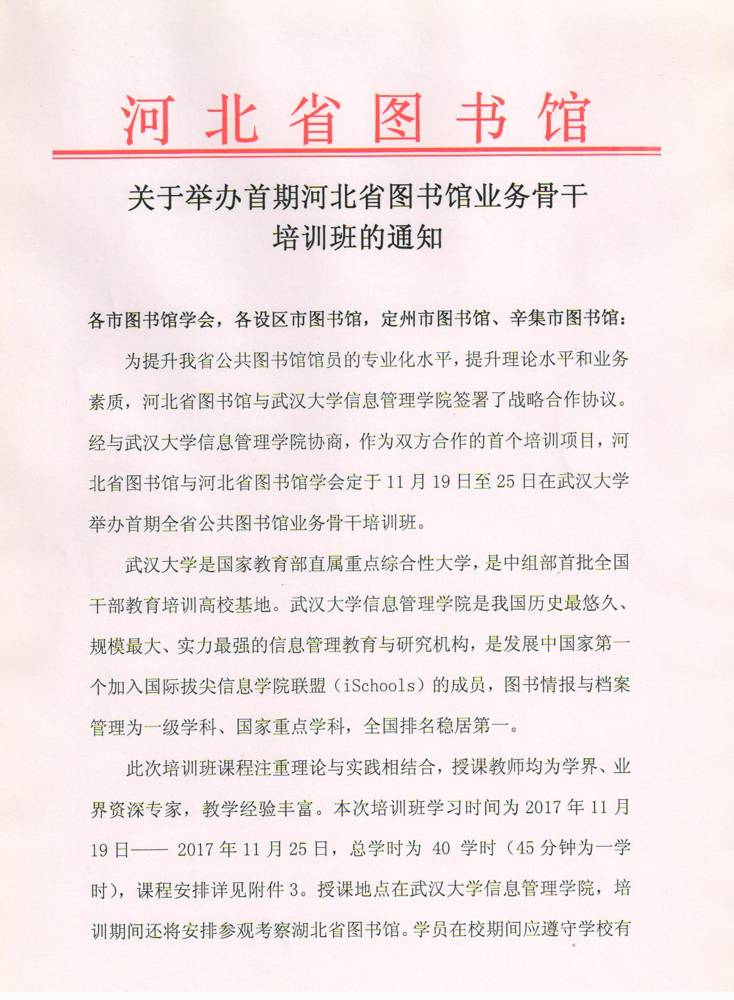 河北省图书馆
关于举办首期河北省图书馆业务骨干
培训班的通知
各市图书馆学会，各设区市图书馆，定州市图书馆、辛集市图书馆：
为提升我省公共图书馆馆员的专业化水平，提升理论水平和业务
素质，河北省图书馆与武汉大学信息管理学院签署了战略合作协议。
经与武汉大学信息管理学院协商，作为双方合作的首个培训项目，河
北省图书馆与河北省图书馆学会定于 11 月 19 日至 25 日在武汉大学
举办首期全省公共图书馆业务骨干培训班。
武汉大学是国家教育部直属重点综合性大学，是中组部首批全国
干部教育培训高校基地。武汉大学信息管理学院是我国历史最悠久、
规模最大、实力最强的信息管理教育与研究机构，是发展中国家第一
个加入国际拔尖信息学院联盟（iSchools）的成员，图书情报与档案
管理为一级学科、国家重点学科，全国排名稳居第一。
此次培训班课程注重理论与实践相结合，授课教师均为学界、业
界资深专家，教学经验丰富。本次培训班学习时间为 2017 年 11 月
19 日—— 2017 年 11 月 25 日，总学时为 40 学时（45 分钟为一学
时），课程安排详见附件 3。授课地点在武汉大学信息管理学院，培
训期间还将安排参观考察湖北省图书馆。学员在校期间应遵守学校有